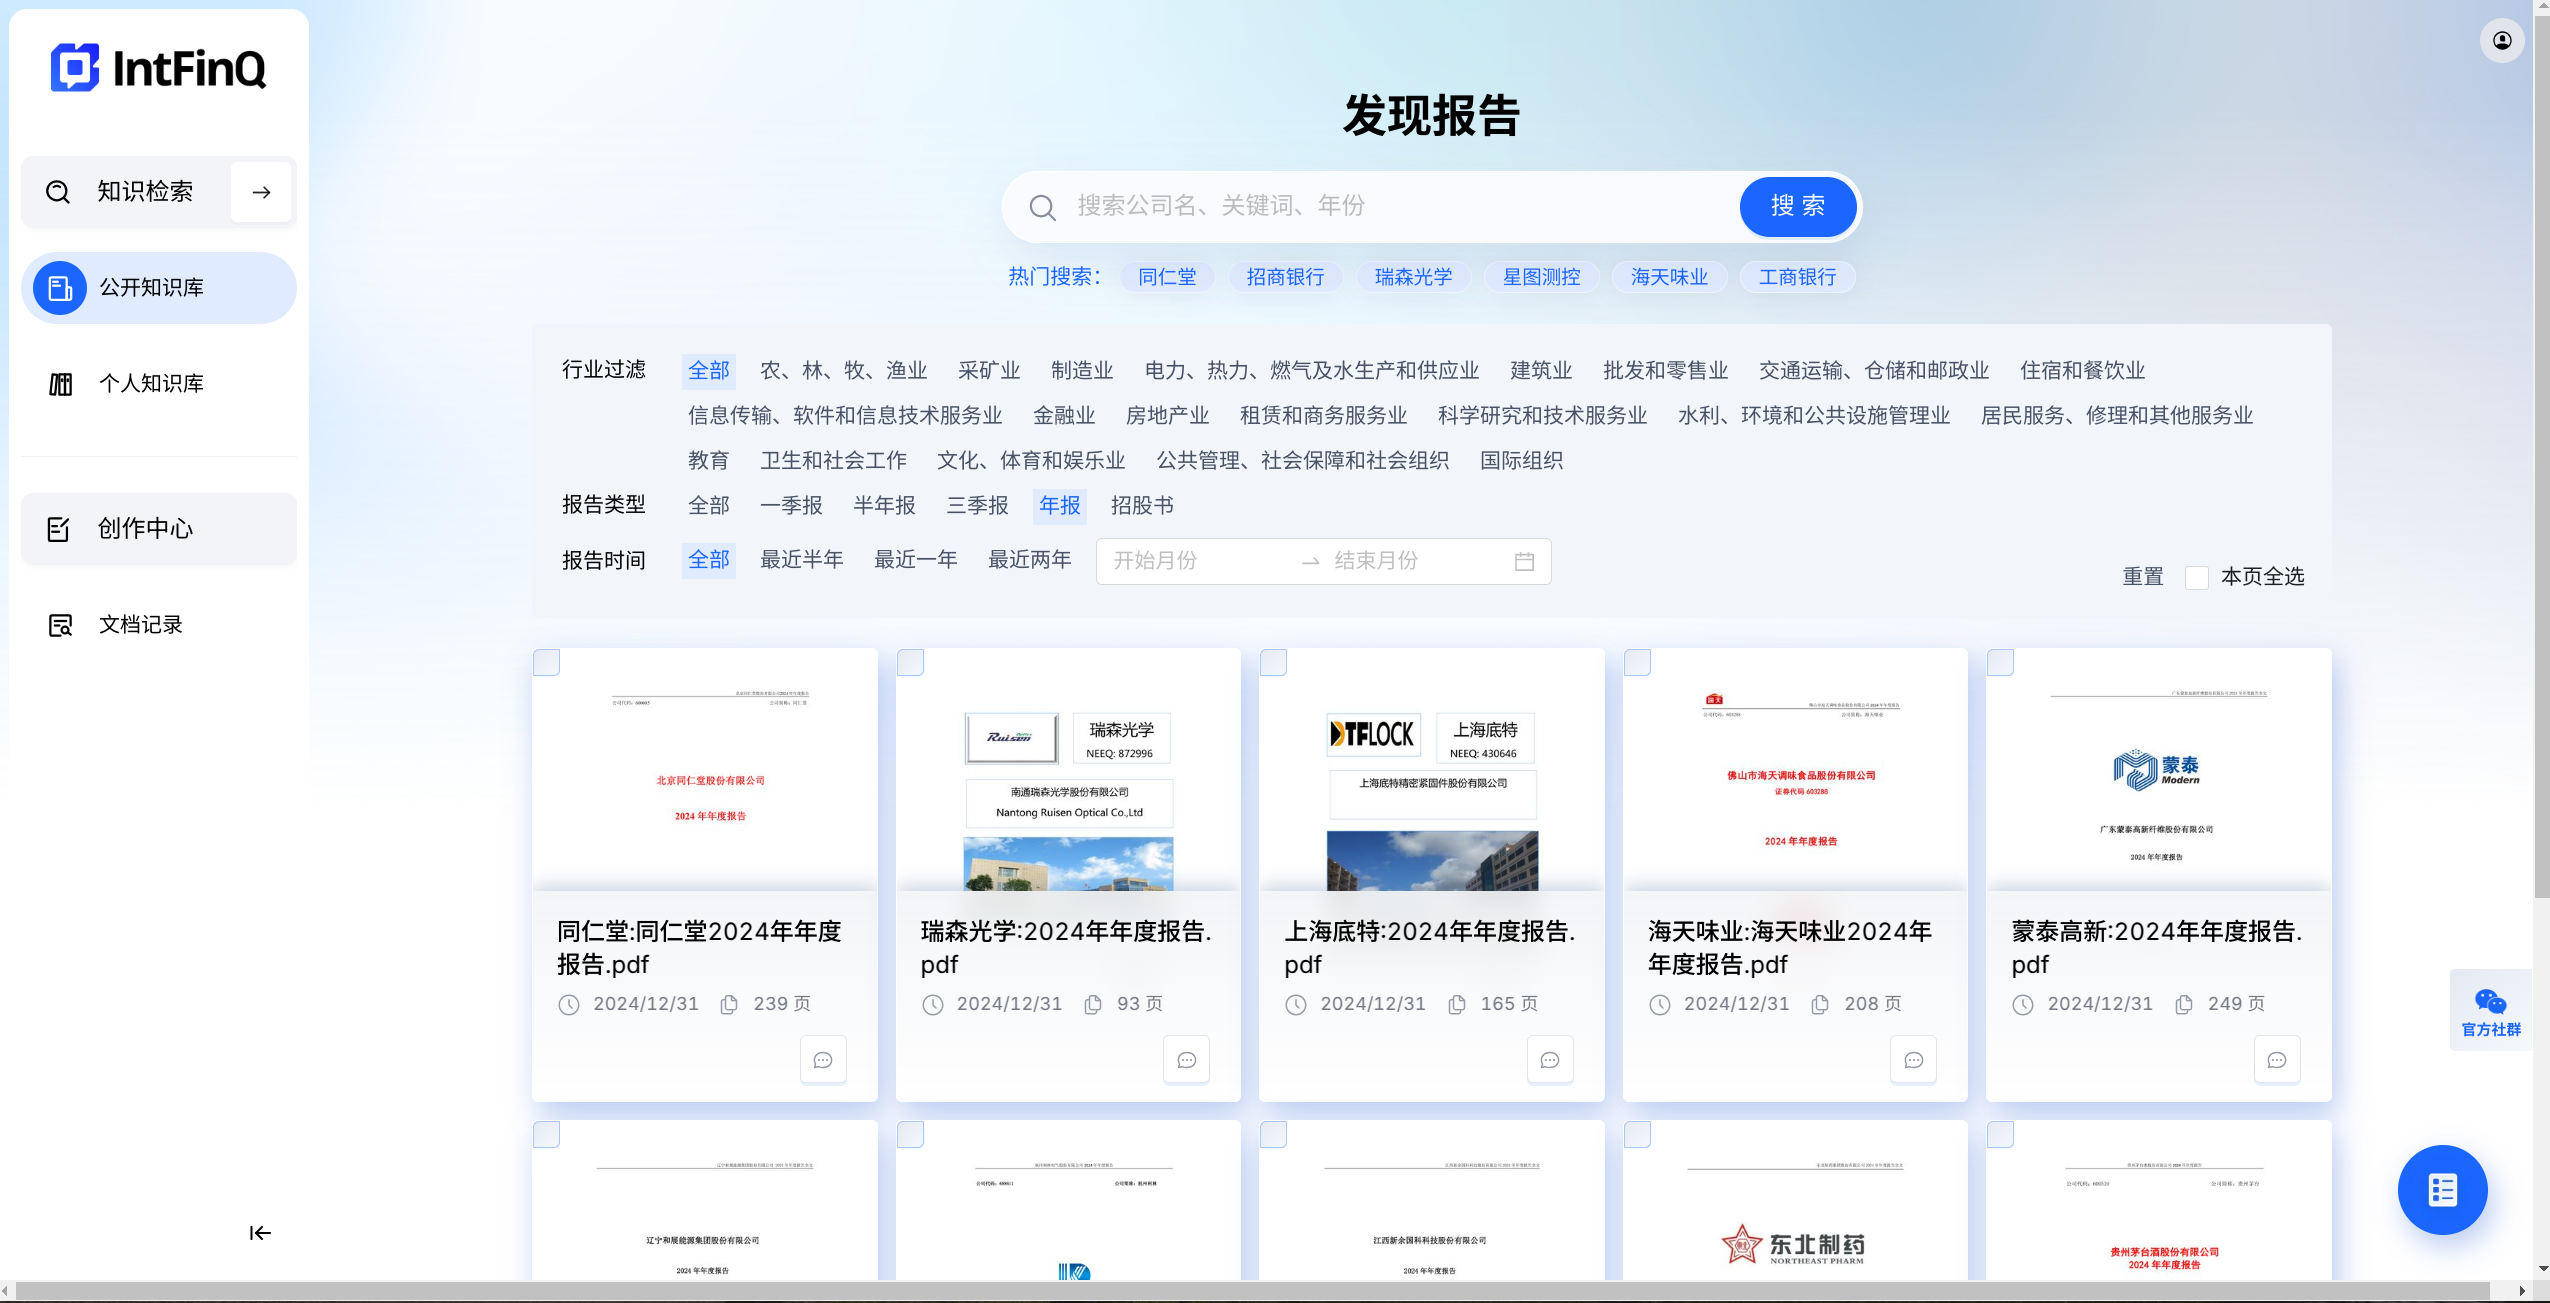 IntFinQ
知识检索
公开知识库
个人知识库
创作中心
文档记录
发现报告
搜索公司名、关键词、年份
搜 索
热门搜索： 同仁堂 招商银行 瑞森光学 星图测控 海天味业 工商银行
行业过滤 全部 农、林、牧、渔业 采矿业 制造业 电力、热力、燃气及水生产和供应业 建筑业 批发和零售业 交通运输、仓储和邮政业 住宿和餐饮业
信息传输、软件和信息技术服务业 金融业 房地产业 租赁和商务服务业 科学研究和技术服务业 水利、环境和公共设施管理业 居民服务、修理和其他服务业
教育 卫生和社会工作 文化、体育和娱乐业 公共管理、社会保障和社会组织 国际组织
报告类型 全部 一季报 半年报 三季报 年报 招股书
报告时间 全部 最近半年 最近一年 最近两年 开始月份 结束月份
重置 本页全选
北京同仁堂股份有限公司
2024 年年度报告
同仁堂:同仁堂2024年年度
报告.pdf
2024/12/31 239 页
Ruisen
瑞森光学
NEEQ: 872996
南通瑞森光学股份有限公司
Nantong Ruisen Optical Co.,Ltd
瑞森光学:2024年年度报告.
pdf
2024/12/31 93 页
DTFLOCK
上海底特
NEEQ: 430646
上海底特精密紧固件股份有限公司
上海底特:2024年年度报告.
pdf
2024/12/31 165 页
海天
佛山市海天调味食品股份有限公司
证券代码 603288
2024 年年度报告
海天味业:海天味业2024年
年度报告.pdf
2024/12/31 208 页
蒙泰
Modern
广东蒙泰高新纤维股份有限公司
2024 年年度报告
蒙泰高新:2024年年度报告.
pdf
2024/12/31 249 页
官方社群
辽宁和展能源集团股份有限公司
2024 年年度报告
江西新余国科科技股份有限公司
2024 年年度报告
东北制药
NORTHEAST PHARM
贵州茅台酒股份有限公司
2024 年年度报告